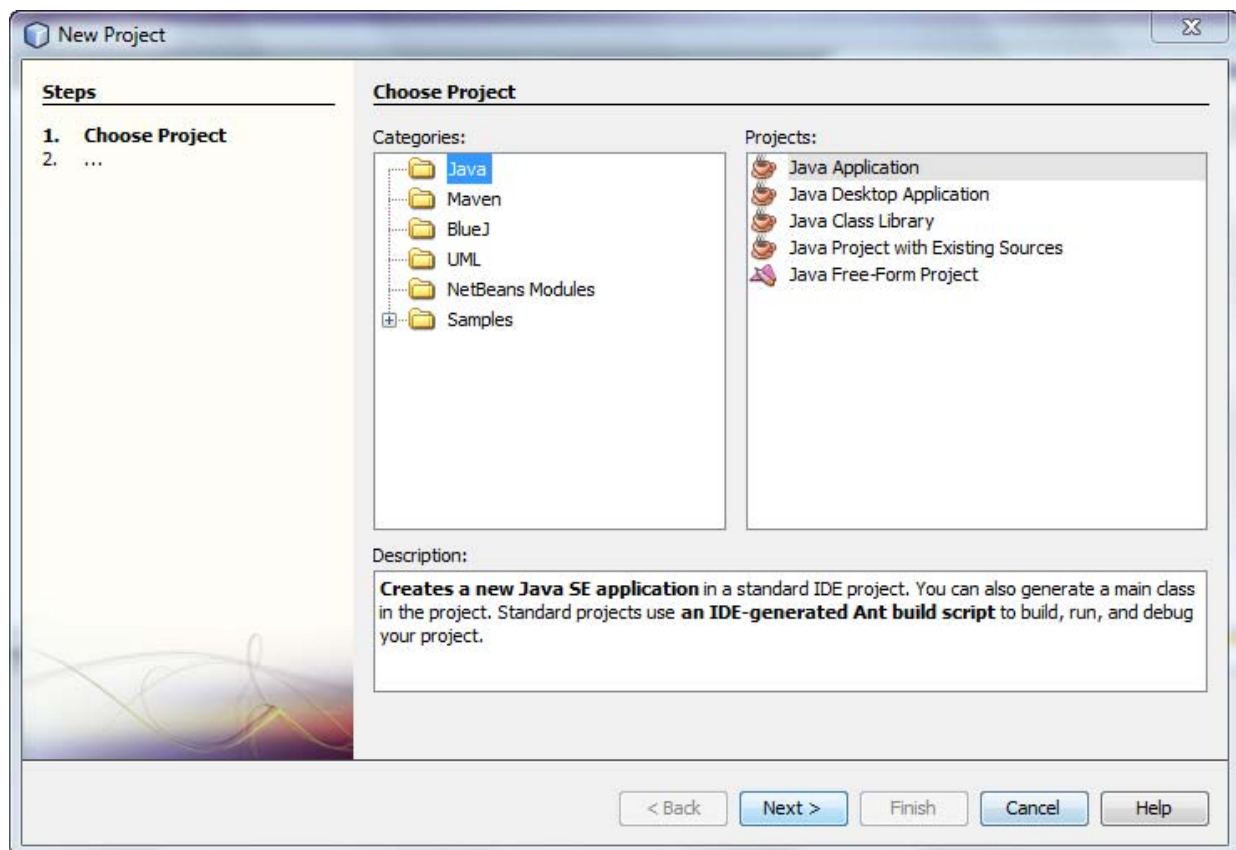 New Project
Steps
1. Choose Project
2. ...
Choose Project
Categories:
Java
Maven
BlueJ
UML
NetBeans Modules
Samples
Projects:
Java Application
Java Desktop Application
Java Class Library
Java Project with Existing Sources
Java Free-Form Project
Description:
Creates a new Java SE application in a standard IDE project. You can also generate a main class
in the project. Standard projects use an IDE-generated Ant build script to build, run, and debug
your project.
< Back Next > Finish Cancel Help